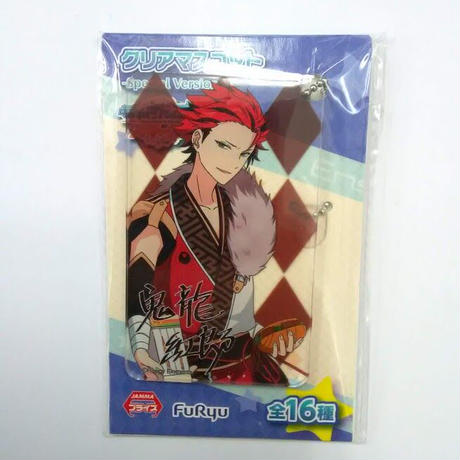 クリアマスコット
-Special Versio
鬼龍
紅郎
JAMMA
プライズ
FuRyu
全16種